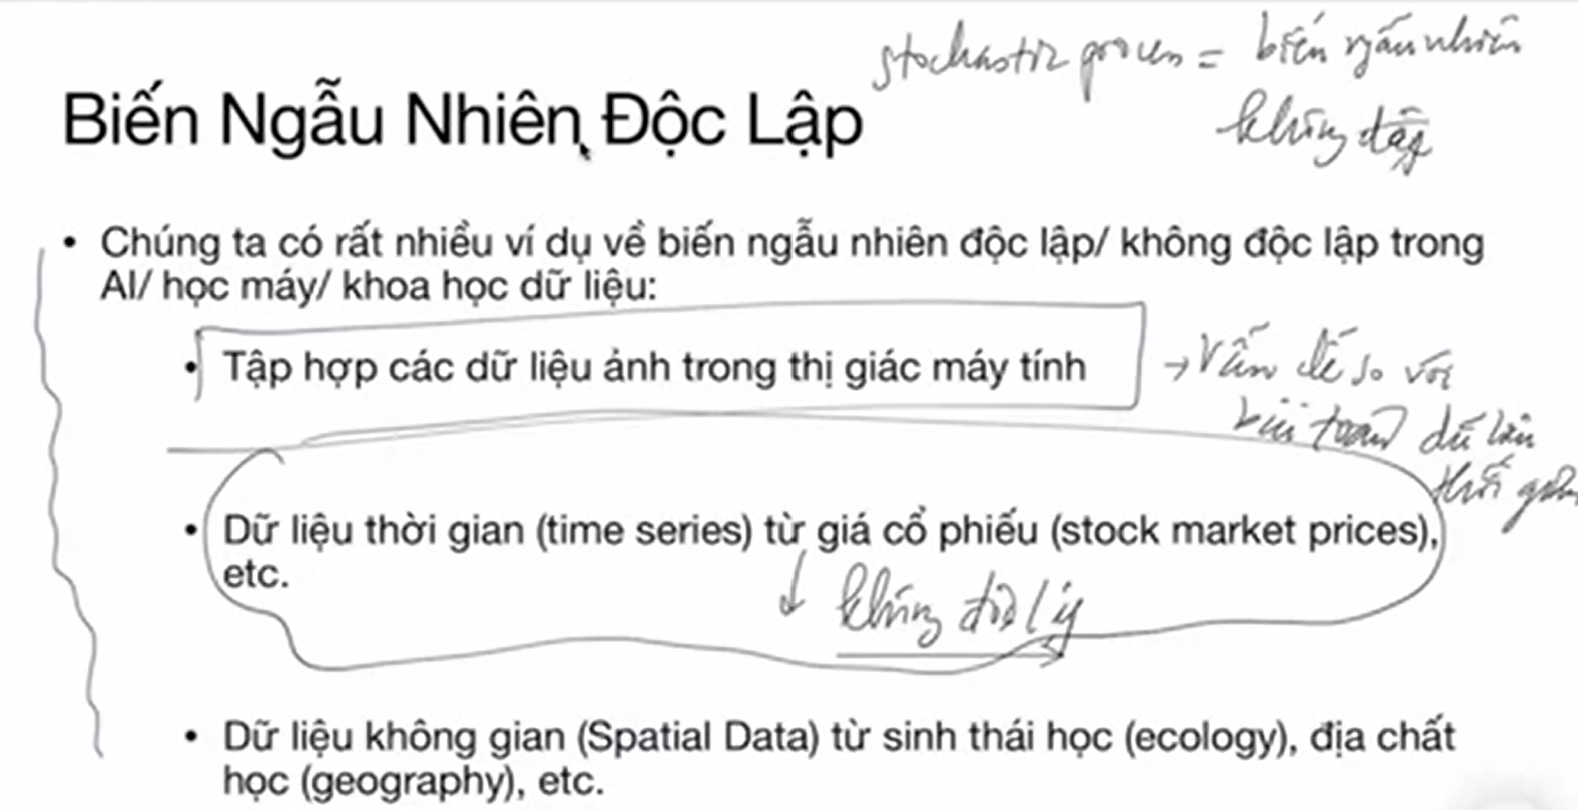 stochastic process = biến ngẫu nhiên
không độc
Biến Ngẫu Nhiên Độc Lập
• Chúng ta có rất nhiều ví dụ về biến ngẫu nhiên độc lập/ không độc lập trong
AI/ học máy/ khoa học dữ liệu:
• Tập hợp các dữ liệu ảnh trong thị giác máy tính
→ Vấn đề so với
bài toán dữ liệu
thời gian
• Dữ liệu thời gian (time series) từ giá cổ phiếu (stock market prices),
etc.
không độc lập
• Dữ liệu không gian (Spatial Data) từ sinh thái học (ecology), địa chất
học (geography), etc.